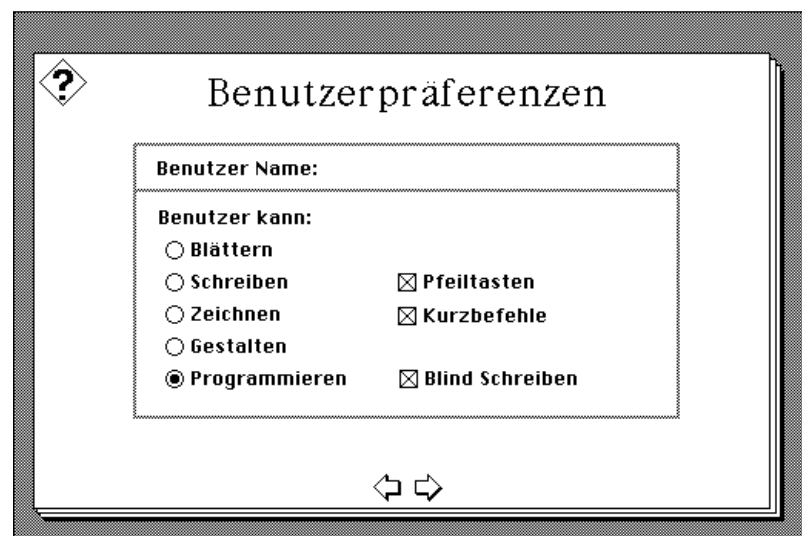 ?
Benutzerpräferenzen
Benutzer Name:
Benutzer kann:
Blättern
Schreiben Pfeiltasten
Zeichnen Kurzbefehle
Gestalten
Programmieren Blind Schreiben